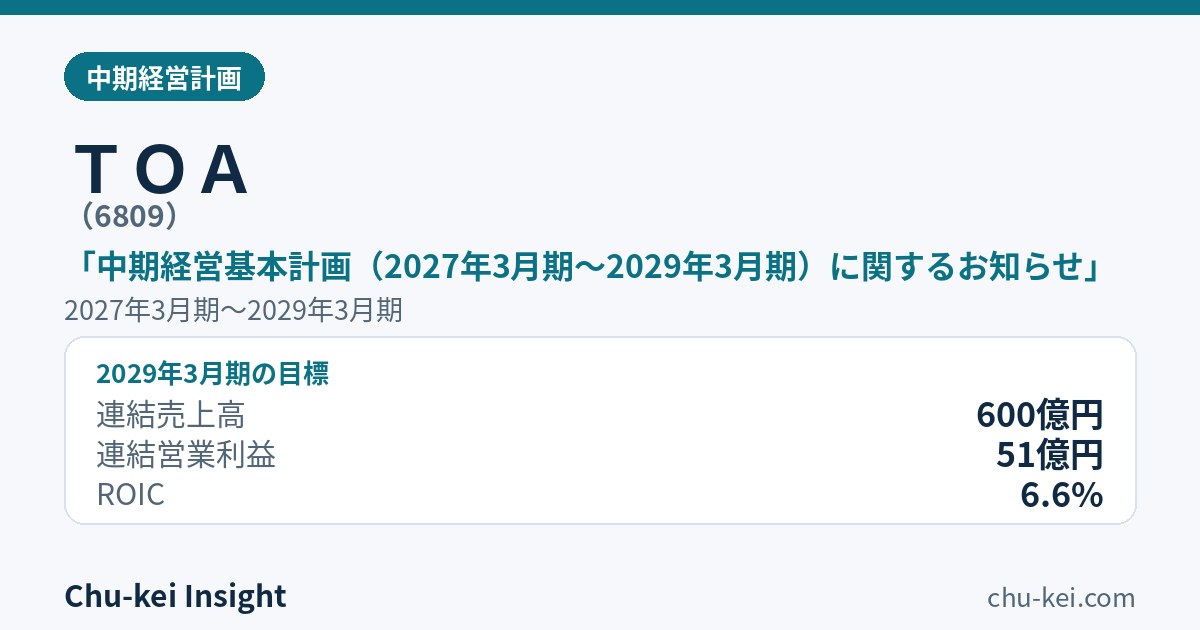 中期経営計画
ＴＯＡ
（6809）
「中期経営基本計画（2027年3月期～2029年3月期）に関するお知らせ」
2027年3月期～2029年3月期
2029年3月期の目標
連結売上高 600億円
連結営業利益 51億円
ROIC 6.6%
Chu-kei Insight chu-kei.com